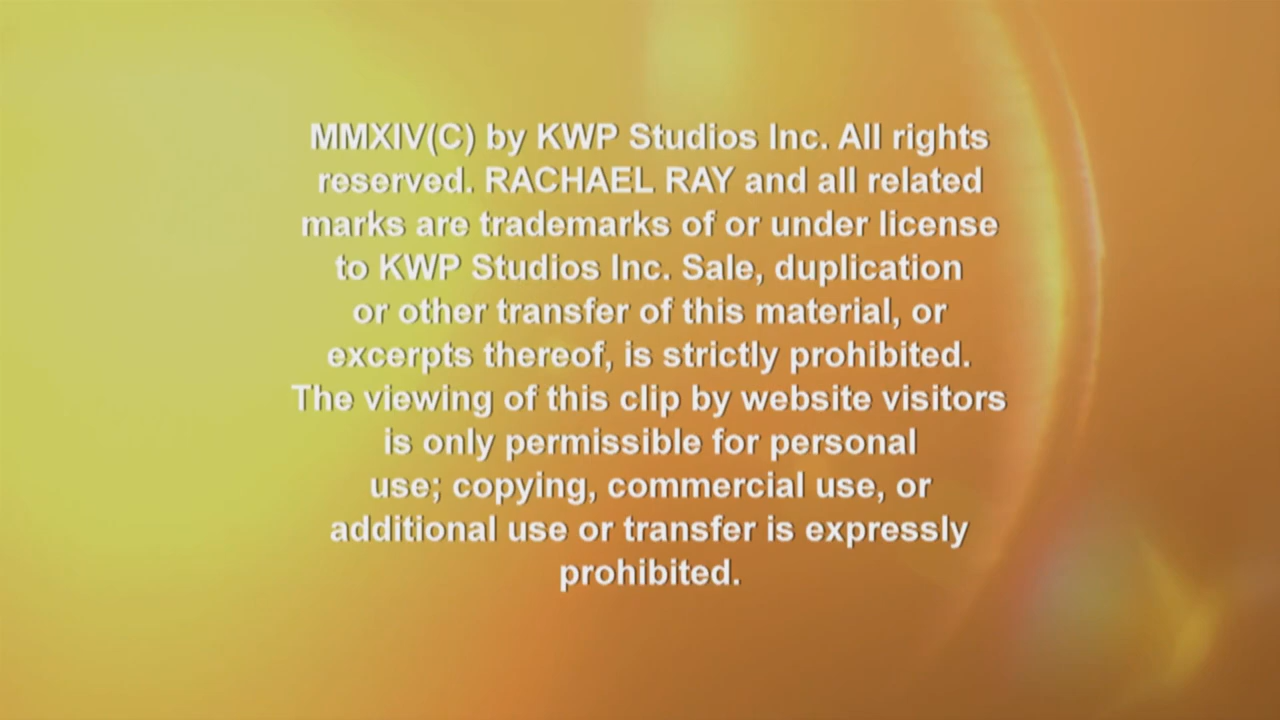 MMXIV(C) by KWP Studios Inc. All rights
reserved. RACHAEL RAY and all related
marks are trademarks of or under license
to KWP Studios Inc. Sale, duplication
or other transfer of this material, or
excerpts thereof, is strictly prohibited.
The viewing of this clip by website visitors
is only permissible for personal
use; copying, commercial use, or
additional use or transfer is expressly
prohibited.